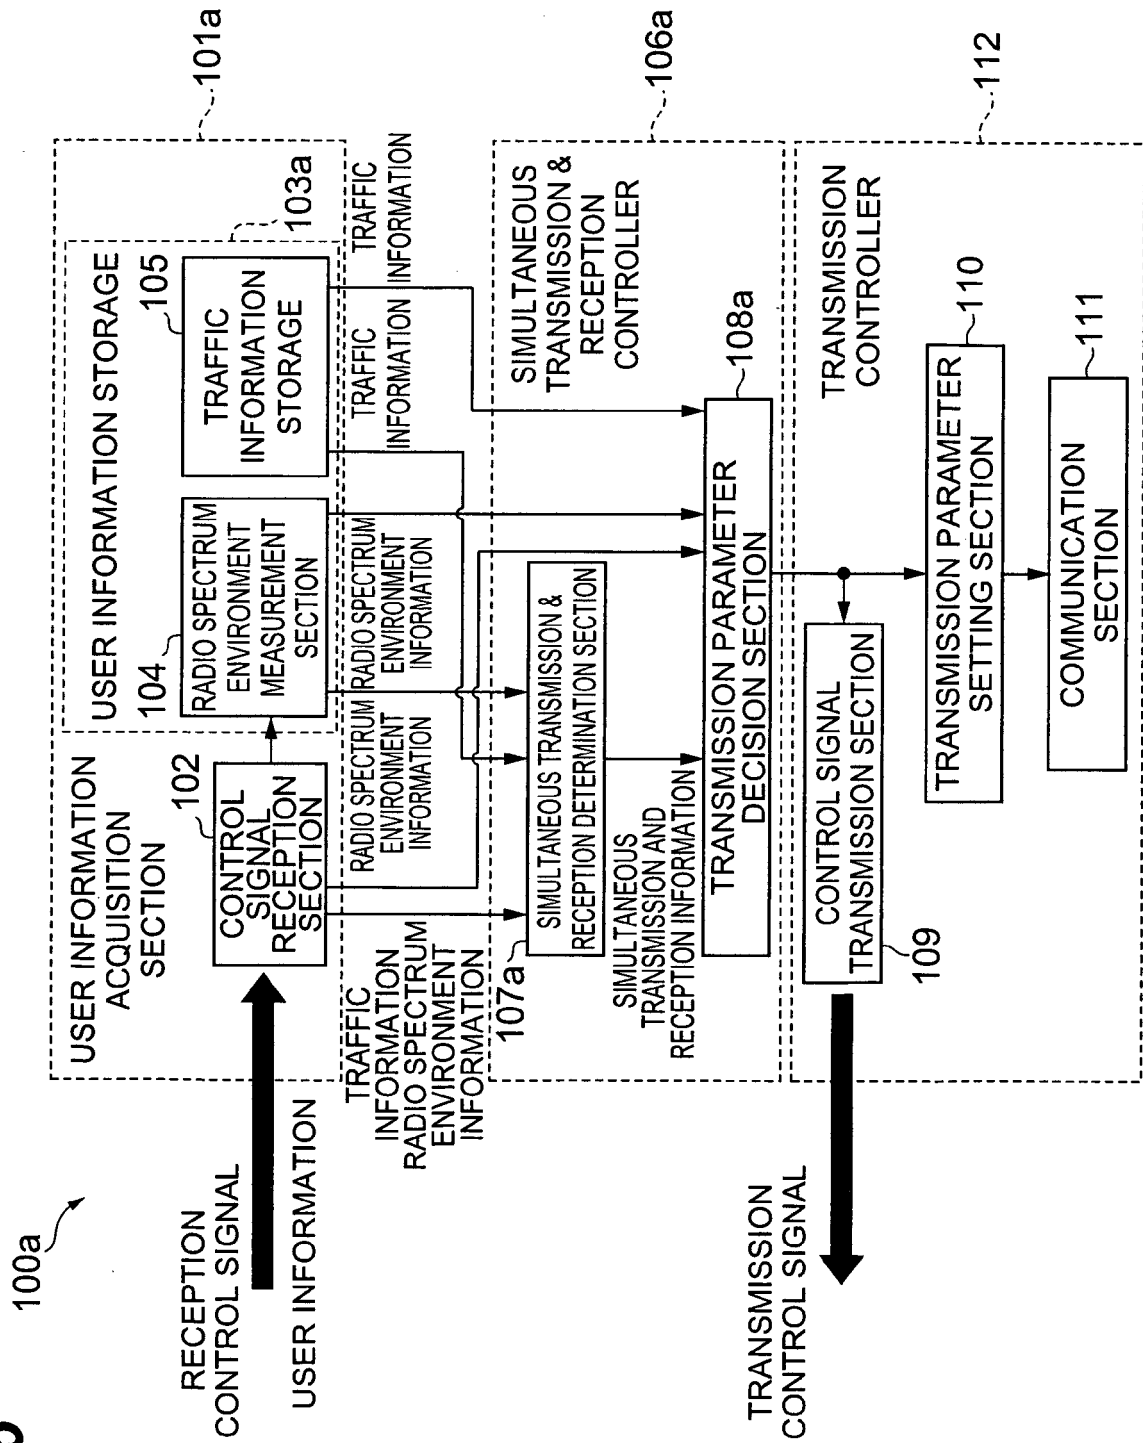 100a
RECEPTION
CONTROL SIGNAL
USER INFORMATION
USER INFORMATION
ACQUISITION
SECTION
102
CONTROL
SIGNAL
RECEPTION
SECTION
USER INFORMATION STORAGE
104
RADIO SPECTRUM
ENVIRONMENT
MEASUREMENT
SECTION
105
TRAFFIC
INFORMATION
STORAGE
103a
101a
TRAFFIC
INFORMATION
RADIO SPECTRUM
ENVIRONMENT
INFORMATION
RADIO SPECTRUM
ENVIRONMENT
INFORMATION
RADIO SPECTRUM
ENVIRONMENT
INFORMATION
TRAFFIC
INFORMATION
TRAFFIC
INFORMATION
107a
SIMULTANEOUS TRANSMISSION &
RECEPTION DETERMINATION SECTION
SIMULTANEOUS
TRANSMISSION &
RECEPTION
CONTROLLER
106a
SIMULTANEOUS
TRANSMISSION AND
RECEPTION INFORMATION
TRANSMISSION PARAMETER
DECISION SECTION
108a
TRANSMISSION
CONTROL SIGNAL
CONTROL SIGNAL
TRANSMISSION SECTION
109
TRANSMISSION
CONTROLLER
112
TRANSMISSION PARAMETER
SETTING SECTION
110
COMMUNICATION
SECTION
111